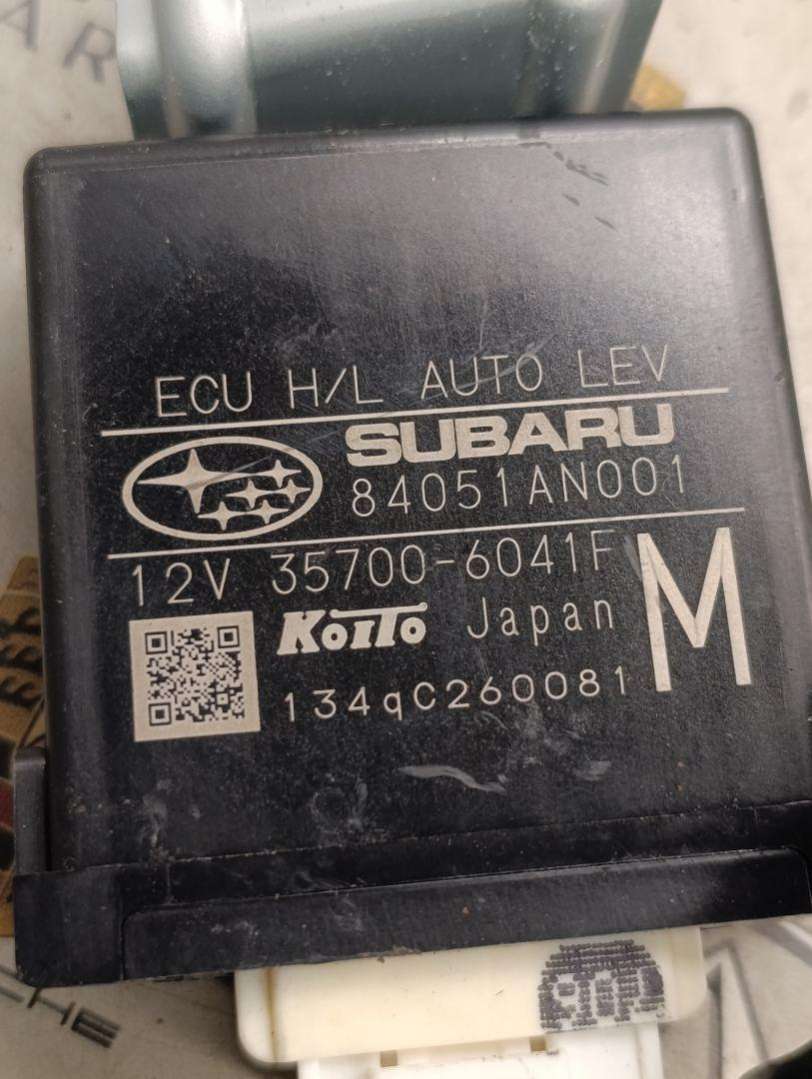 ECU H/L AUTO LEV
SUBARU
84051AN001
12V 35700-6041F
KOITO Japan
M
134qC260081